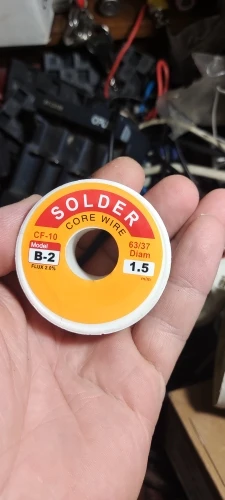 SOLDER
CORE WIRE
CF-10
63/37
Model
Diam
B-2
1.5
FLUX 2.0%